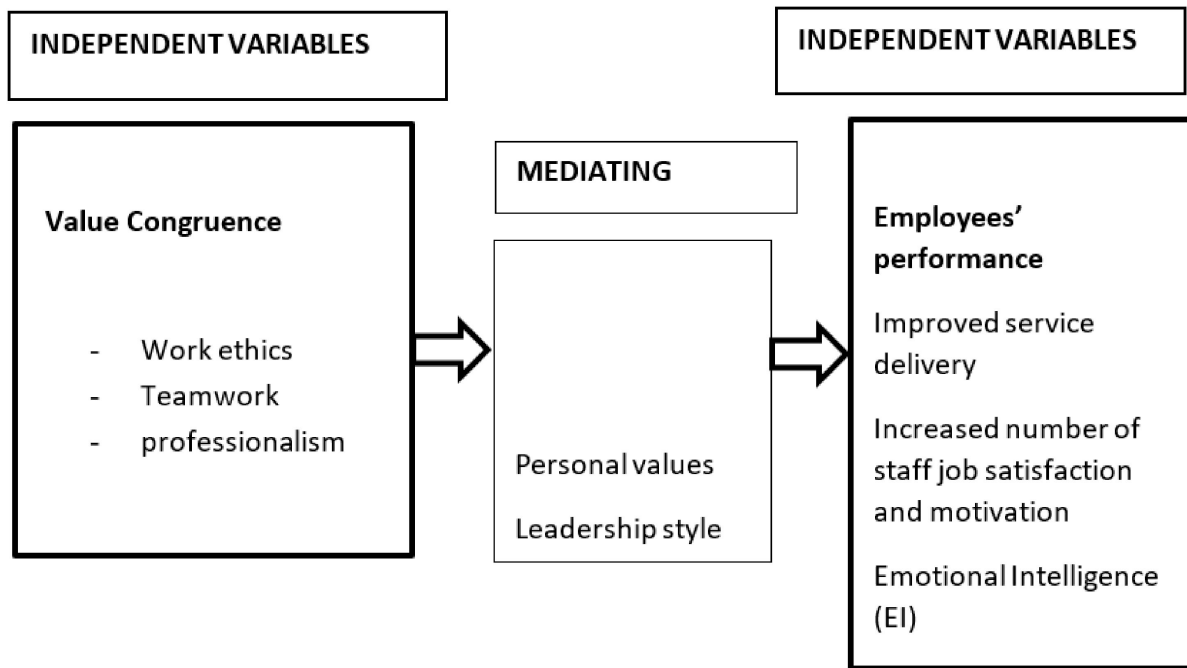 INDEPENDENT VARIABLES
Value Congruence
- Work ethics
- Teamwork
- professionalism
MEDIATING
Personal values
Leadership style
INDEPENDENT VARIABLES
Employees’
performance
Improved service
delivery
Increased number of
staff job satisfaction
and motivation
Emotional Intelligence
(EI)